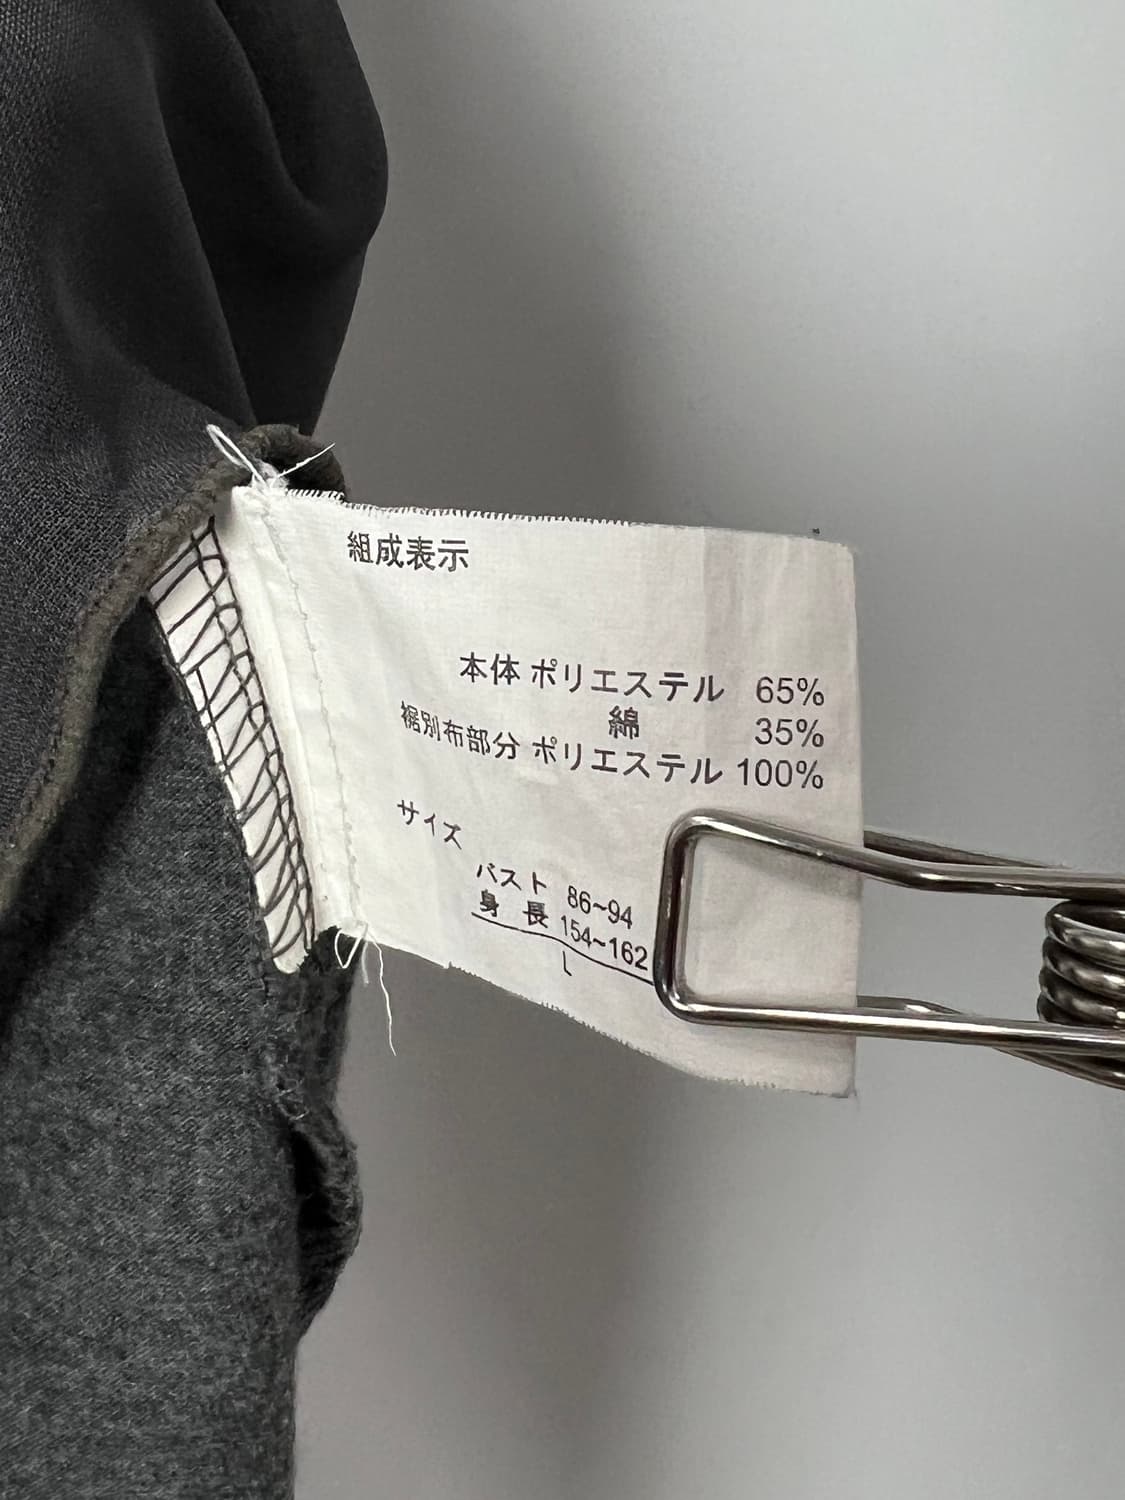 組成表示
本体 ポリエステル 65%
綿 35%
裾別布部分 ポリエステル 100%
サイズ
バスト 86~94
身長 154~162
L